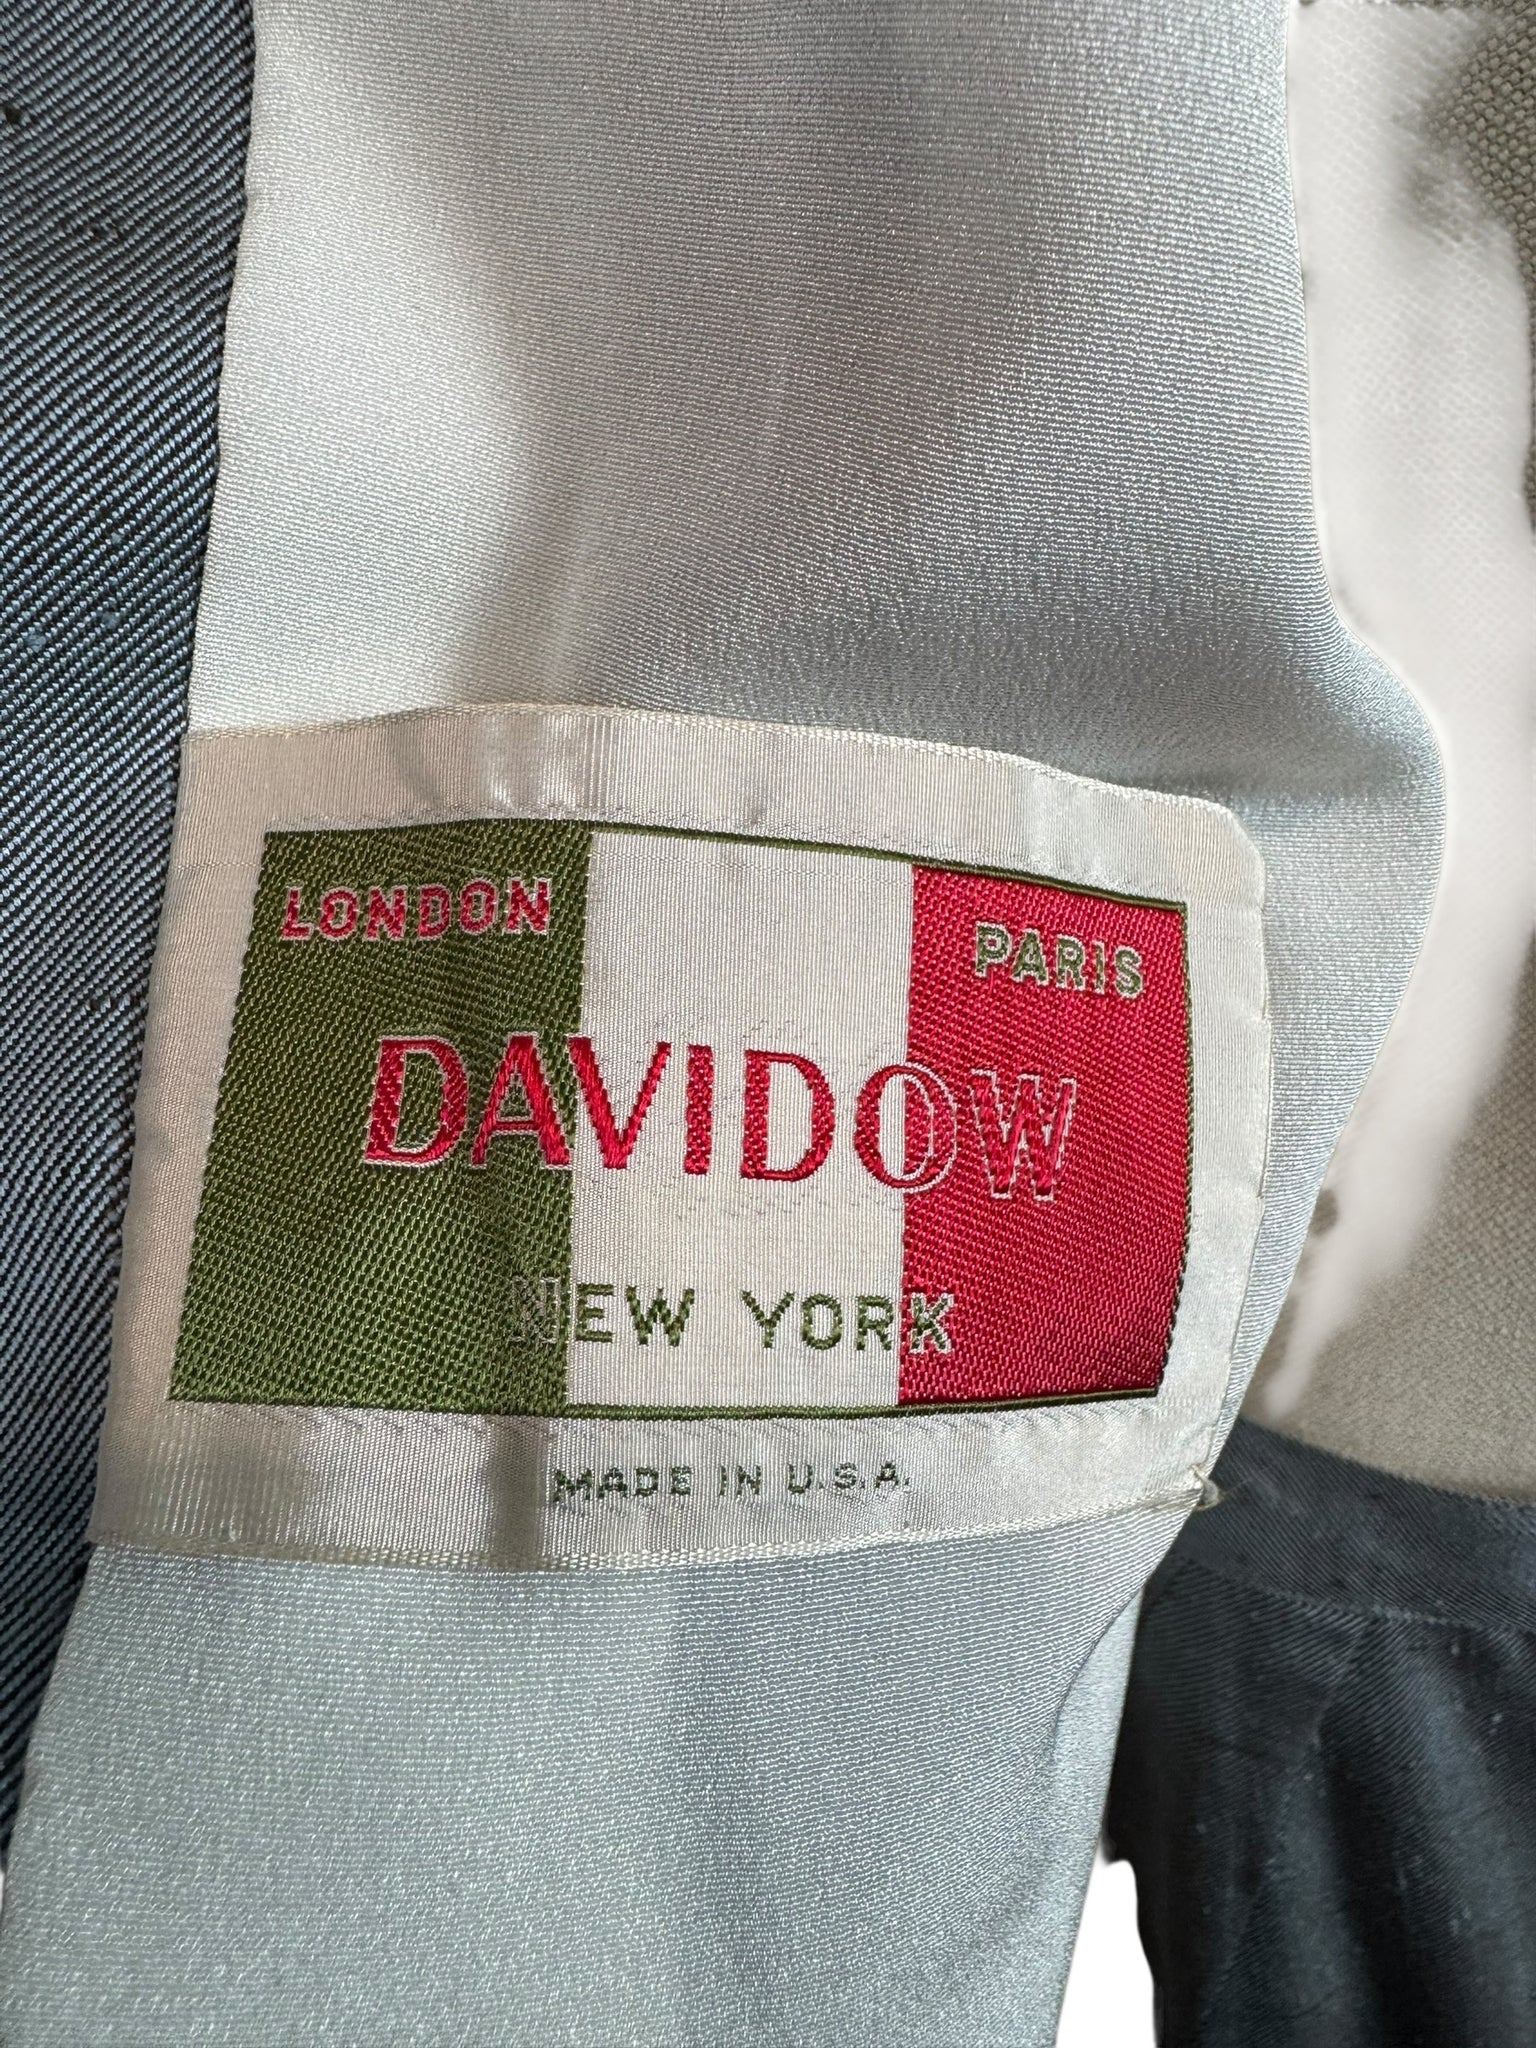 LONDON PARIS
DAVIDOW
NEW YORK
MADE IN U.S.A.